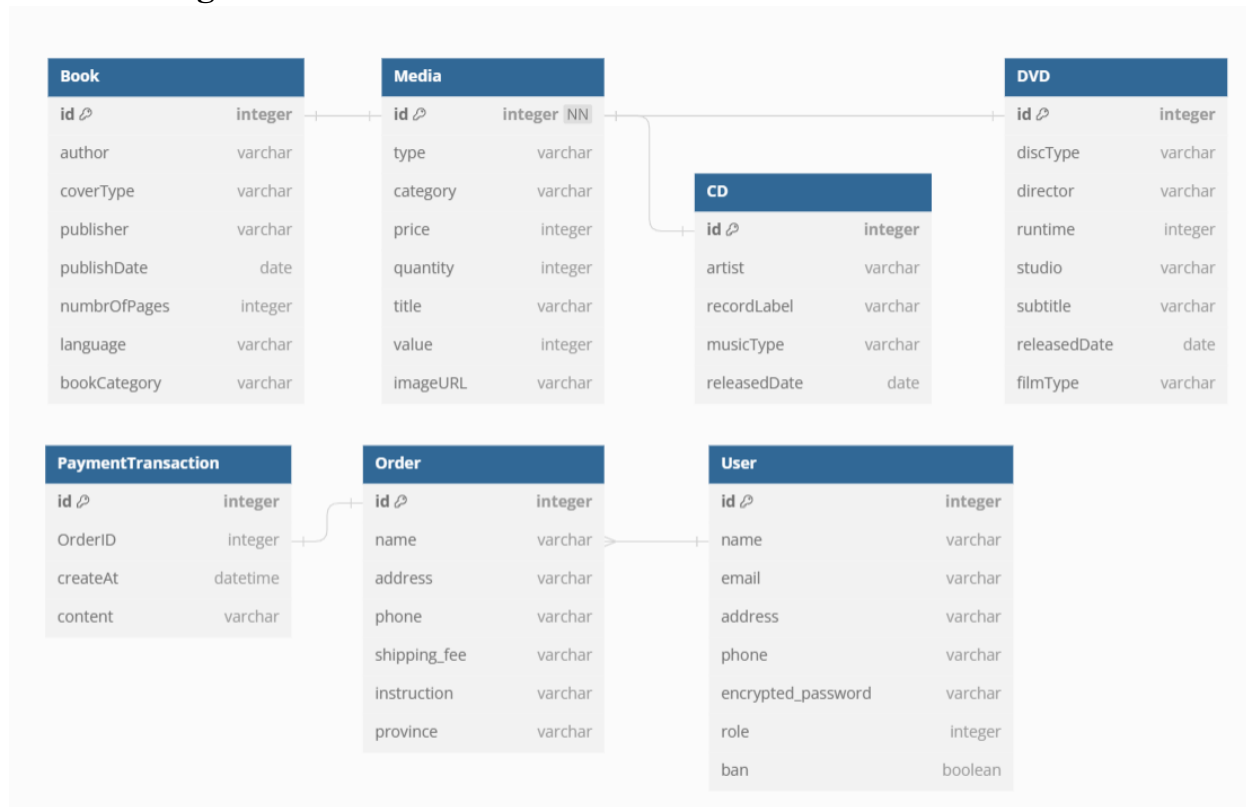 Book
id integer
author varchar
coverType varchar
publisher varchar
publishDate date
numbrOfPages integer
language varchar
bookCategory varchar
Media
id integer NN
type varchar
category varchar
price integer
quantity integer
title varchar
value integer
imageURL varchar
CD
id integer
artist varchar
recordLabel varchar
musicType varchar
releasedDate date
DVD
id integer
discType varchar
director varchar
runtime integer
studio varchar
subtitle varchar
releasedDate date
filmType varchar
PaymentTransaction
id integer
OrderID integer
createAt datetime
content varchar
Order
id integer
name varchar
address varchar
phone varchar
shipping_fee varchar
instruction varchar
province varchar
User
id integer
name varchar
email varchar
address varchar
phone varchar
encrypted_password varchar
role integer
ban boolean